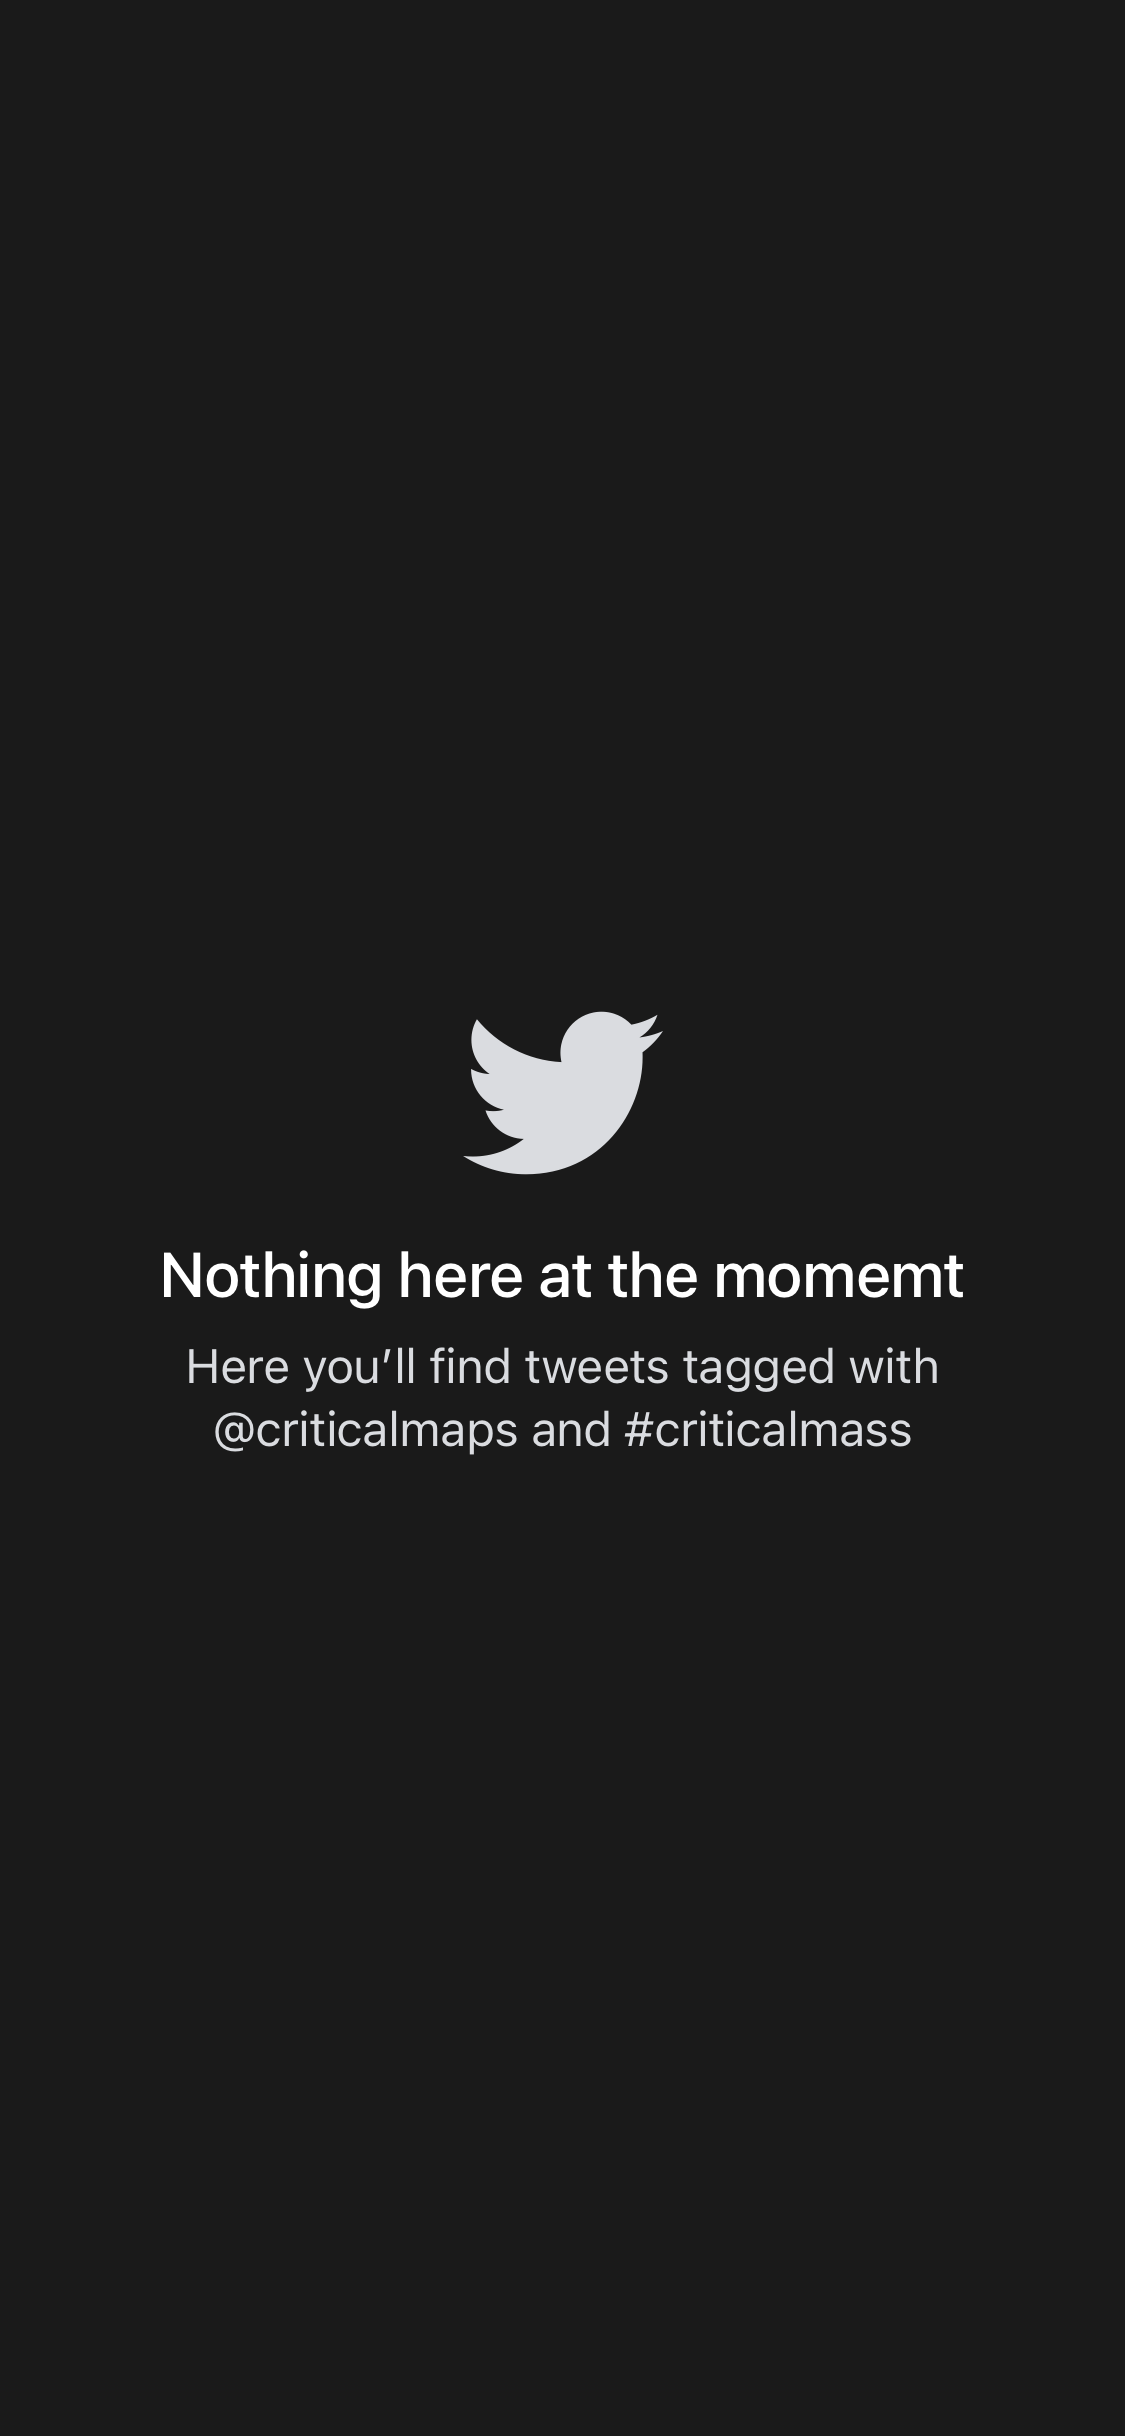 Nothing here at the momemt
Here you’ll find tweets tagged with
@criticalmaps and #criticalmass